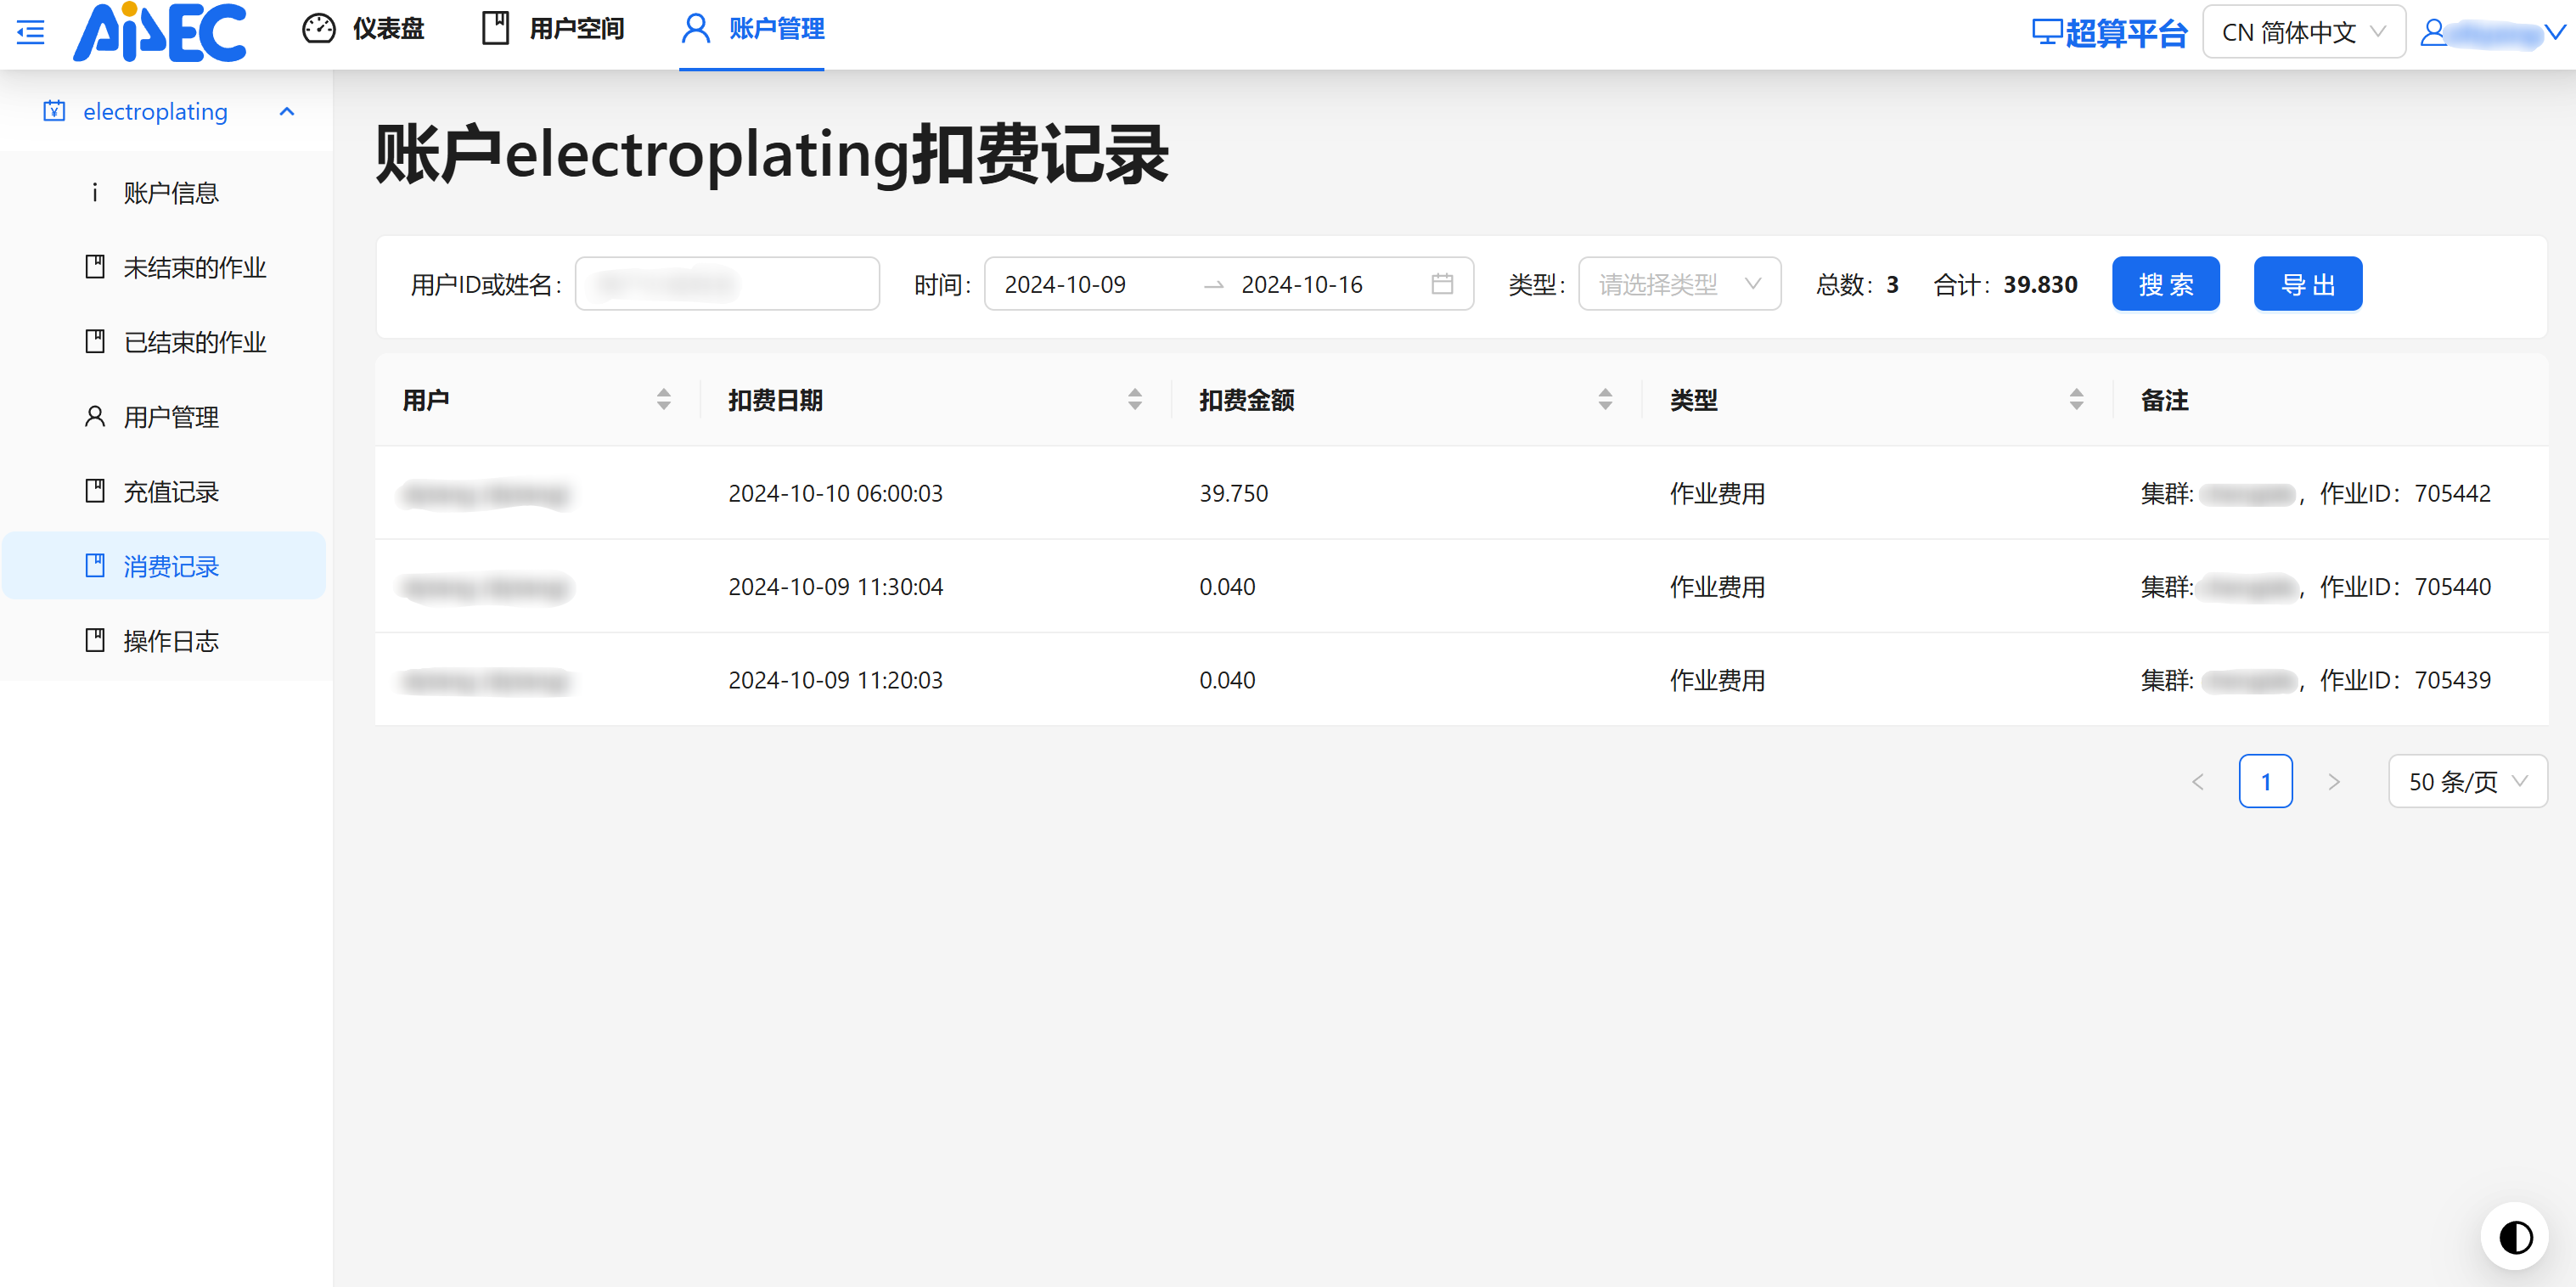 AiDEC 仪表盘 用户空间 账户管理 超算平台 CN 简体中文
electroplating
账户信息
未结束的作业
已结束的作业
用户管理
充值记录
消费记录
操作日志
账户electroplating扣费记录
用户ID或姓名: 时间: 2024-10-09 2024-10-16 类型: 请选择类型 总数: 3 合计: 39.830 搜 索 导 出
用户 扣费日期 扣费金额 类型 备注
2024-10-10 06:00:03 39.750 作业费用 集群: , 作业ID: 705442
2024-10-09 11:30:04 0.040 作业费用 集群: , 作业ID: 705440
2024-10-09 11:20:03 0.040 作业费用 集群: , 作业ID: 705439
1 50 条/页